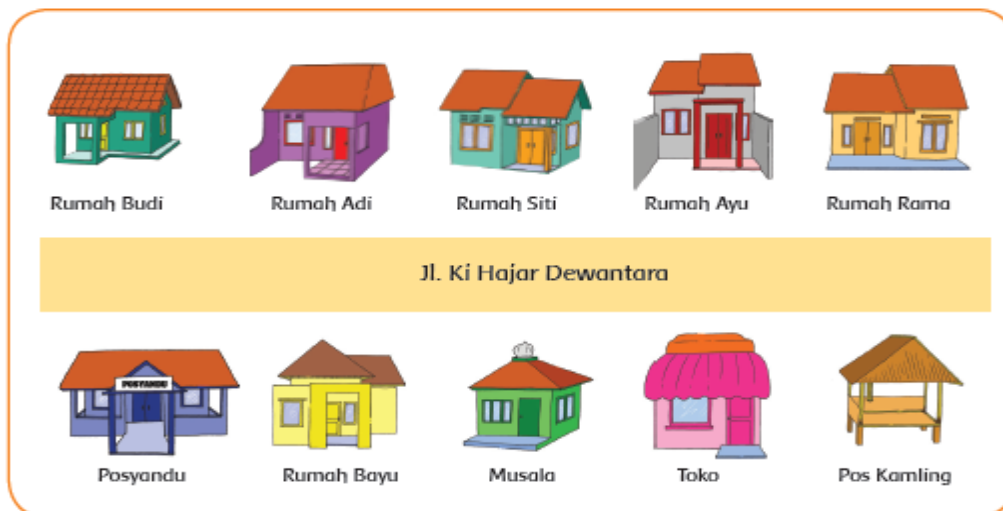 Rumah Budi
Rumah Adi
Rumah Siti
Rumah Ayu
Rumah Rama
Jl. Ki Hajar Dewantara
POSYANDU
Posyandu
Rumah Bayu
Musala
Toko
Pos Kamling